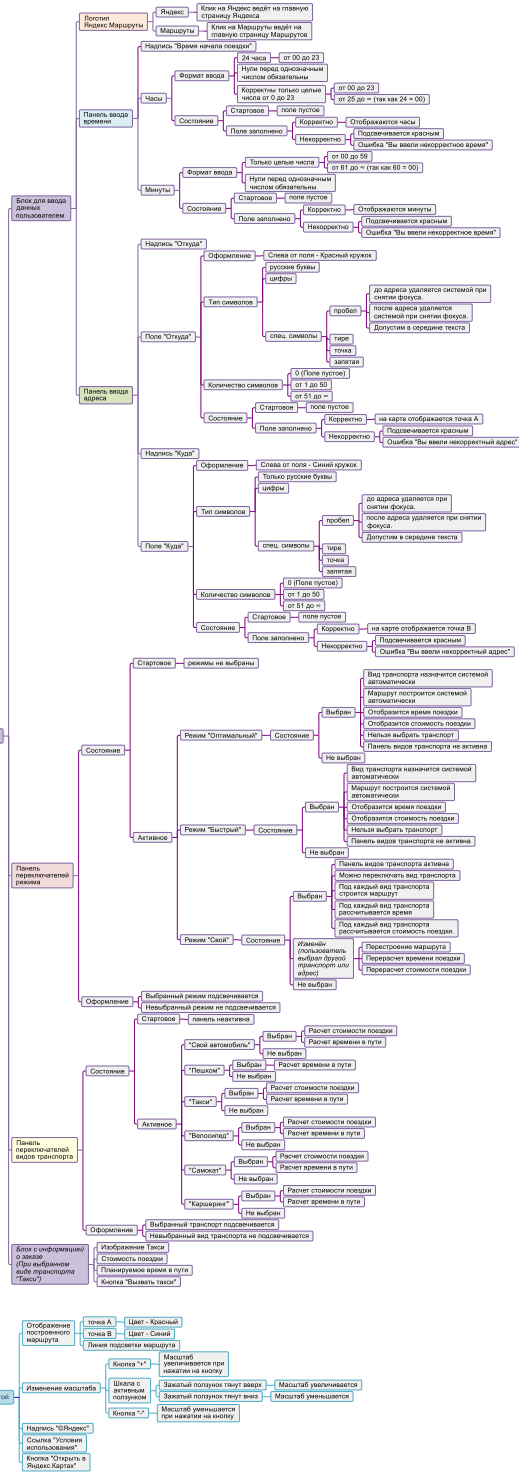 Логотип
Яндекс Маршруты
Яндекс
Клик на Яндекс ведёт на главную
страницу Яндекса
Маршруты
Клик на Маршруты ведёт на
главную страницу Маршрутов
Блок для ввода
данных
пользователем
Панель ввода
времени
Надпись "Время начала поездки"
Часы
Формат ввода
24 часа
от 00 до 23
Нули перед однозначным
числом обязательны
Корректны только целые
числа от 0 до 23
от 00 до 23
от 25 до ∞ (так как 24 = 00)
Состояние
Стартовое
поле пустое
Поле заполнено
Корректно
Отображаются часы
Некорректно
Подсвечивается красным
Ошибка "Вы ввели некорректное время"
Минуты
Формат ввода
Только целые числа
от 00 до 59
от 61 до ∞ (так как 60 = 00)
Нули перед однозначным
числом обязательны
Состояние
Стартовое
поле пустое
Поле заполнено
Корректно
Отображаются минуты
Некорректно
Подсвечивается красным
Ошибка "Вы ввели некорректное время"
Панель ввода
адреса
Надпись "Откуда"
Поле "Откуда"
Оформление
Слева от поля - Красный кружок
Тип символов
русские буквы
цифры
спец. символы
пробел
до адреса удаляется системой при
снятии фокуса.
после адреса удаляется
системой при снятии фокуса.
Допустим в середине текста
тире
точка
запятая
Количество символов
0 (Поле пустое)
от 1 до 50
от 51 до ∞
Состояние
Стартовое
поле пустое
Поле заполнено
Корректно
на карте отображается точка А
Некорректно
Подсвечивается красным
Ошибка "Вы ввели некорректный адрес"
Надпись "Куда"
Поле "Куда"
Оформление
Слева от поля - Синий кружок
Тип символов
Только русские буквы
цифры
спец. символы
пробел
до адреса удаляется при
снятии фокуса.
после адреса удаляется при снятии
фокуса.
Допустим в середине текста
тире
точка
запятая
Количество символов
0 (Поле пустое)
от 1 до 50
от 51 до ∞
Состояние
Стартовое
поле пустое
Поле заполнено
Корректно
на карте отображается точка В
Некорректно
Подсвечивается красным
Ошибка "Вы ввели некорректный адрес"
Панель
переключателей
режима
Состояние
Стартовое
режимы не выбраны
Активное
Режим "Оптимальный"
Состояние
Выбран
Вид транспорта назначится системой
автоматически
Маршрут построится системой
автоматически
Отобразится время поездки
Отобразится стоимость поездки
Нельзя выбрать транспорт
Панель видов транспорта не активна
Не выбран
Режим "Быстрый"
Состояние
Выбран
Вид транспорта назначится системой
автоматически
Маршрут построится системой
автоматически
Отобразится время поездки
Отобразится стоимость поездки
Нельзя выбрать транспорт
Панель видов транспорта не активна
Не выбран
Режим "Свой"
Состояние
Выбран
Панель видов транспорта активна
Можно переключать вид транспорта
Под каждый вид транспорта
строится маршрут
Под каждый вид транспорта
рассчитывается время
Под каждый вид транспорта
рассчитывается стоимость поездки.
Изменён
(пользователь
выбрал другой
транспорт или
адрес)
Перестроение маршрута
Перерасчет времени поездки
Перерасчет стоимости поездки
Не выбран
Оформление
Выбранный режим подсвечивается
Невыбранный режим не подсвечивается
Панель
переключателей
видов транспорта
Состояние
Стартовое
панель неактивна
Активное
"Свой автомобиль"
Выбран
Расчет стоимости поездки
Расчет времени в пути
Не выбран
"Пешком"
Выбран
Расчет времени в пути
Не выбран
"Такси"
Выбран
Расчет стоимости поездки
Расчет времени в пути
Не выбран
"Велосипед"
Выбран
Расчет стоимости поездки
Расчет времени в пути
Не выбран
"Самокат"
Выбран
Расчет стоимости поездки
Расчет времени в пути
Не выбран
"Каршеринг"
Выбран
Расчет стоимости поездки
Расчет времени в пути
Не выбран
Оформление
Выбранный транспорт подсвечивается
Невыбранный вид транспорта не подсвечивается
Блок с информацией
о заказе
(При выбранном
виде транспорта
"Такси")
Изображение Такси
Стоимость поездки
Планируемое время в пути
Кнопка "Вызвать такси"
той
Отображение
построенного
маршрута
точка А
Цвет - Красный
точка В
Цвет - Синий
Линия подсветки маршрута
Изменение масштаба
Кнопка "+"
Масштаб
увеличивается при
нажатии на кнопку
Шкала с
активным
ползунком
Зажатый ползунок тянут вверх
Масштаб увеличивается
Зажатый ползунок тянут вниз
Масштаб уменьшается
Кнопка "-"
Масштаб уменьшается
при нажатии на кнопку
Надпись "©Яндекс"
Ссылка "Условия
использования"
Кнопка "Открыть в
Яндекс.Картах"